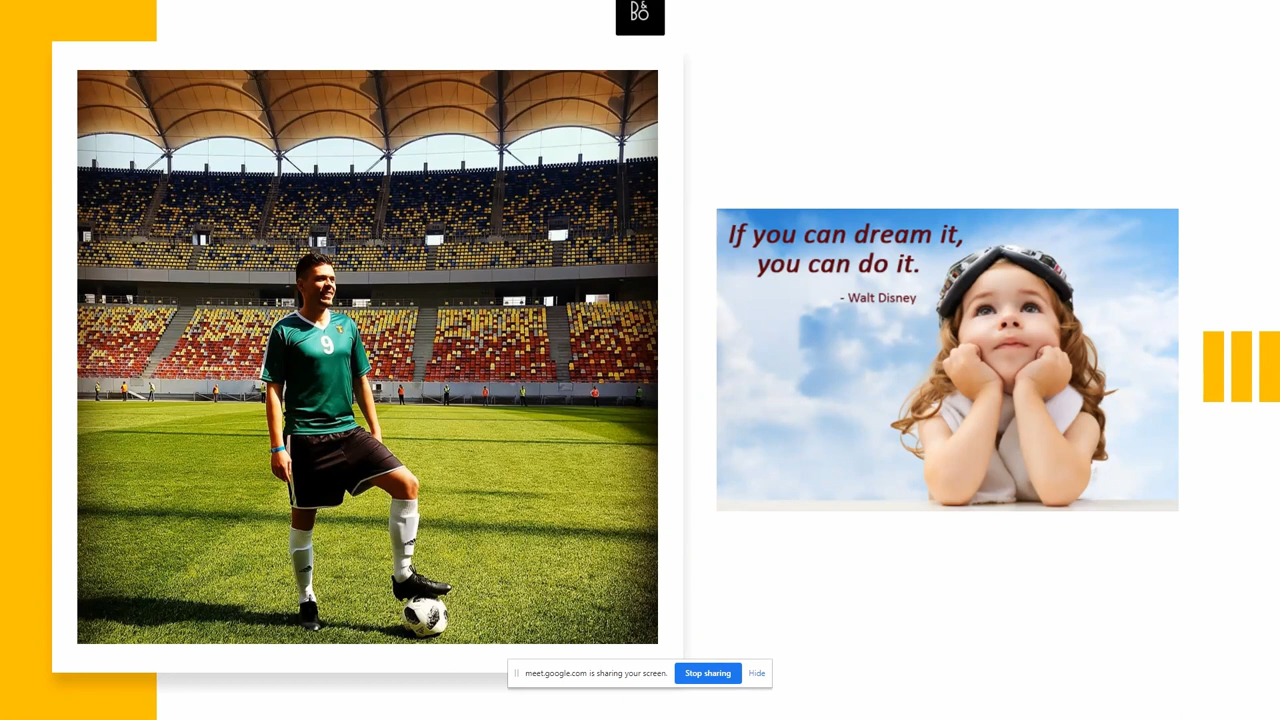 B&
BO
9
If you can dream it,
you can do it.
- Walt Disney
meet.google.com is sharing your screen. Stop sharing Hide